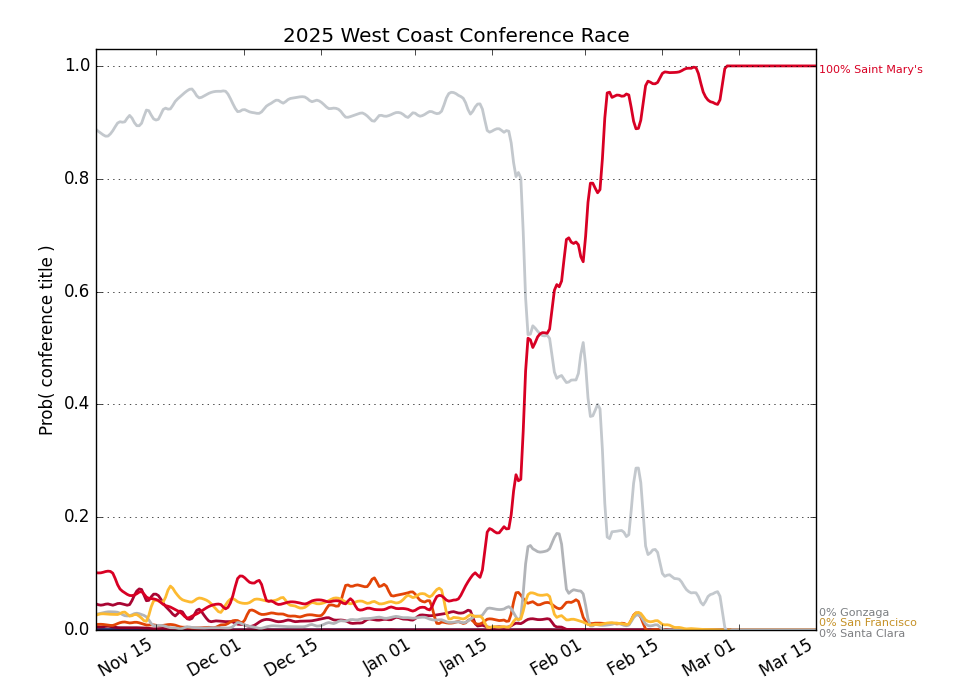 2025 West Coast Conference Race
Prob( conference title )
1.0
0.8
0.6
0.4
0.2
0.0
Nov 15
Dec 01
Dec 15
Jan 01
Jan 15
Feb 01
Feb 15
Mar 01
Mar 15
100% Saint Mary's
0% Gonzaga
0% San Francisco
0% Santa Clara